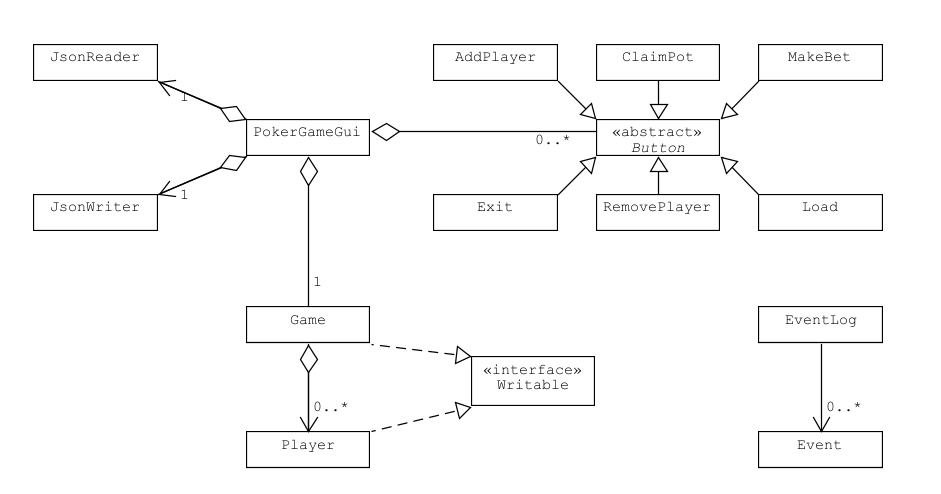 JsonReader
AddPlayer
ClaimPot
MakeBet
1
PokerGameGui
0..*
«abstract»
Button
1
JsonWriter
Exit
RemovePlayer
Load
1
Game
EventLog
«interface»
Writable
0..*
0..*
Player
Event